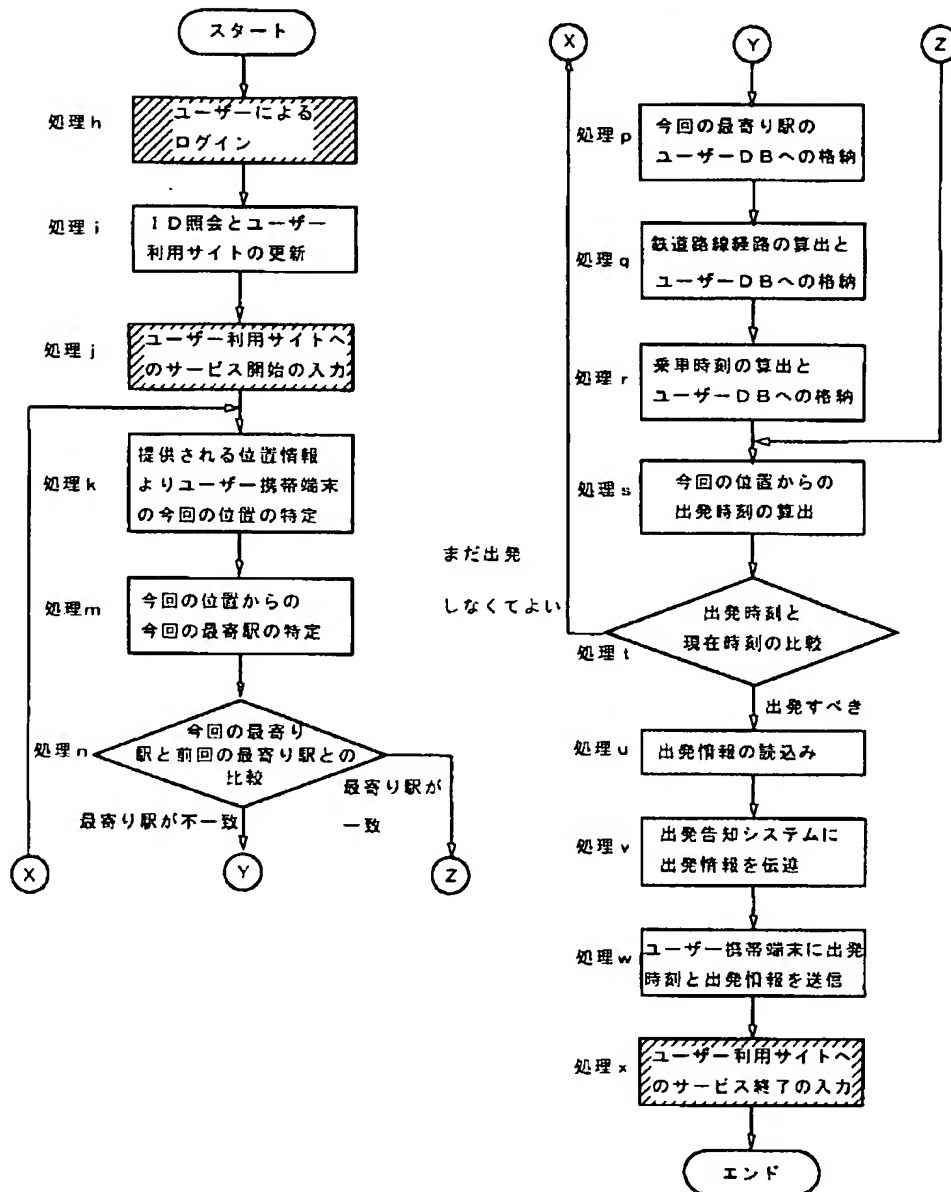 スタート
処理h
ユーザーによる
ログイン
処理i
ID照会とユーザー
利用サイトの更新
処理j
ユーザー利用サイトへ
のサービス開始の入力
処理k
提供される位置情報
よりユーザー携帯端末
の今回の位置の特定
処理m
今回の位置からの
今回の最寄駅の特定
処理n
今回の最寄り
駅と前回の最寄り駅との
比較
最寄り駅が不一致
最寄り駅が
一致
X
Y
Z
X
Y
Z
処理p
今回の最寄り駅の
ユーザーDBへの格納
処理q
鉄道路線経路の算出と
ユーザーDBへの格納
処理r
乗車時刻の算出と
ユーザーDBへの格納
処理s
今回の位置からの
出発時刻の算出
まだ出発
しなくてよい
処理t
出発時刻と
現在時刻の比較
出発すべき
処理u
出発情報の読込み
処理v
出発告知システムに
出発情報を伝達
処理w
ユーザー携帯端末に出発
時刻と出発情報を送信
処理x
ユーザー利用サイトへ
のサービス終了の入力
エンド